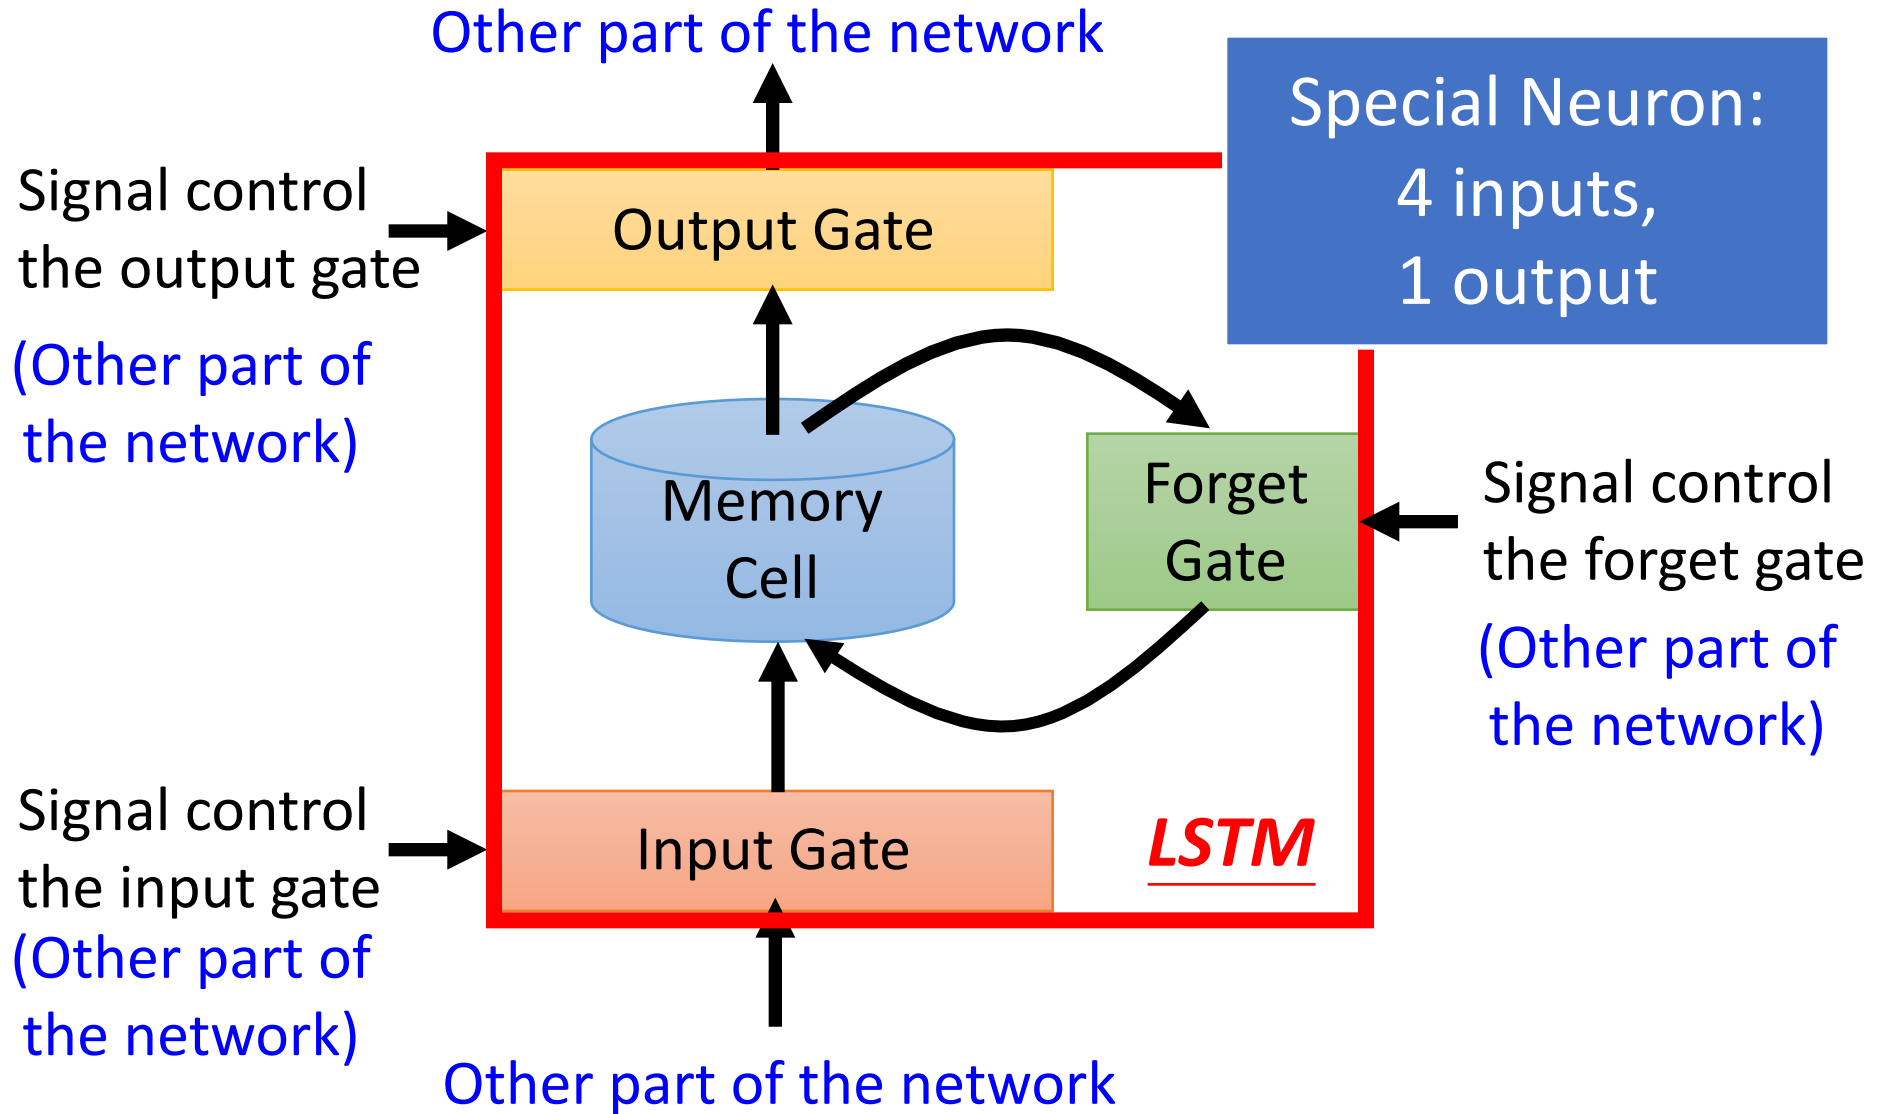 Other part of the network
Special Neuron:
4 inputs,
1 output
Signal control
the output gate
(Other part of
the network)
Output Gate
Memory
Cell
Forget
Gate
Signal control
the forget gate
(Other part of
the network)
Signal control
the input gate
(Other part of
the network)
Input Gate
LSTM
Other part of the network